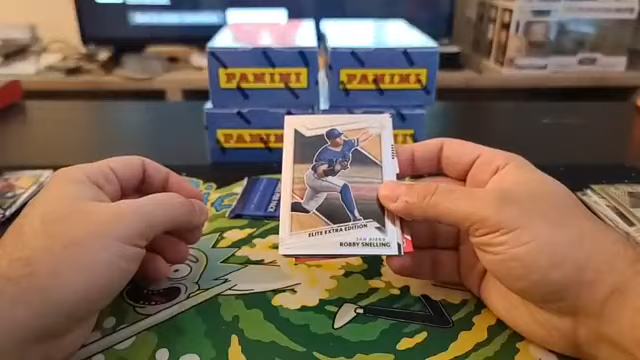 PANINI
PANINI
PANINI
ELITE EXTRA EDITION
SAN DIEGO
ROBBY SNELLING